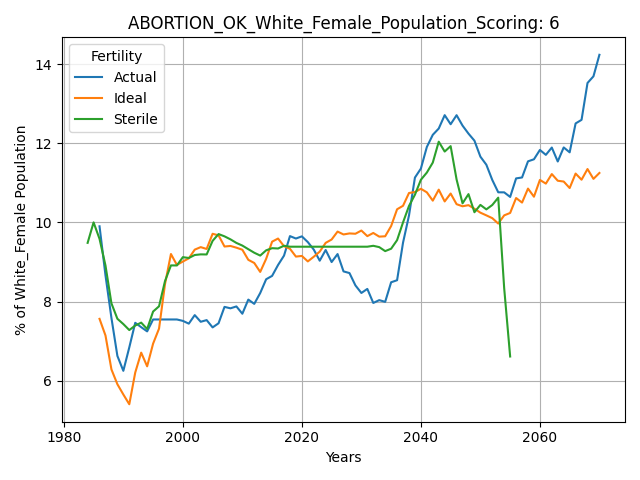 ABORTION_OK_White_Female_Population_Scoring: 6
Fertility
Actual
Ideal
Sterile
% of White_Female Population
14
12
10
8
6
1980
2000
2020
2040
2060
Years